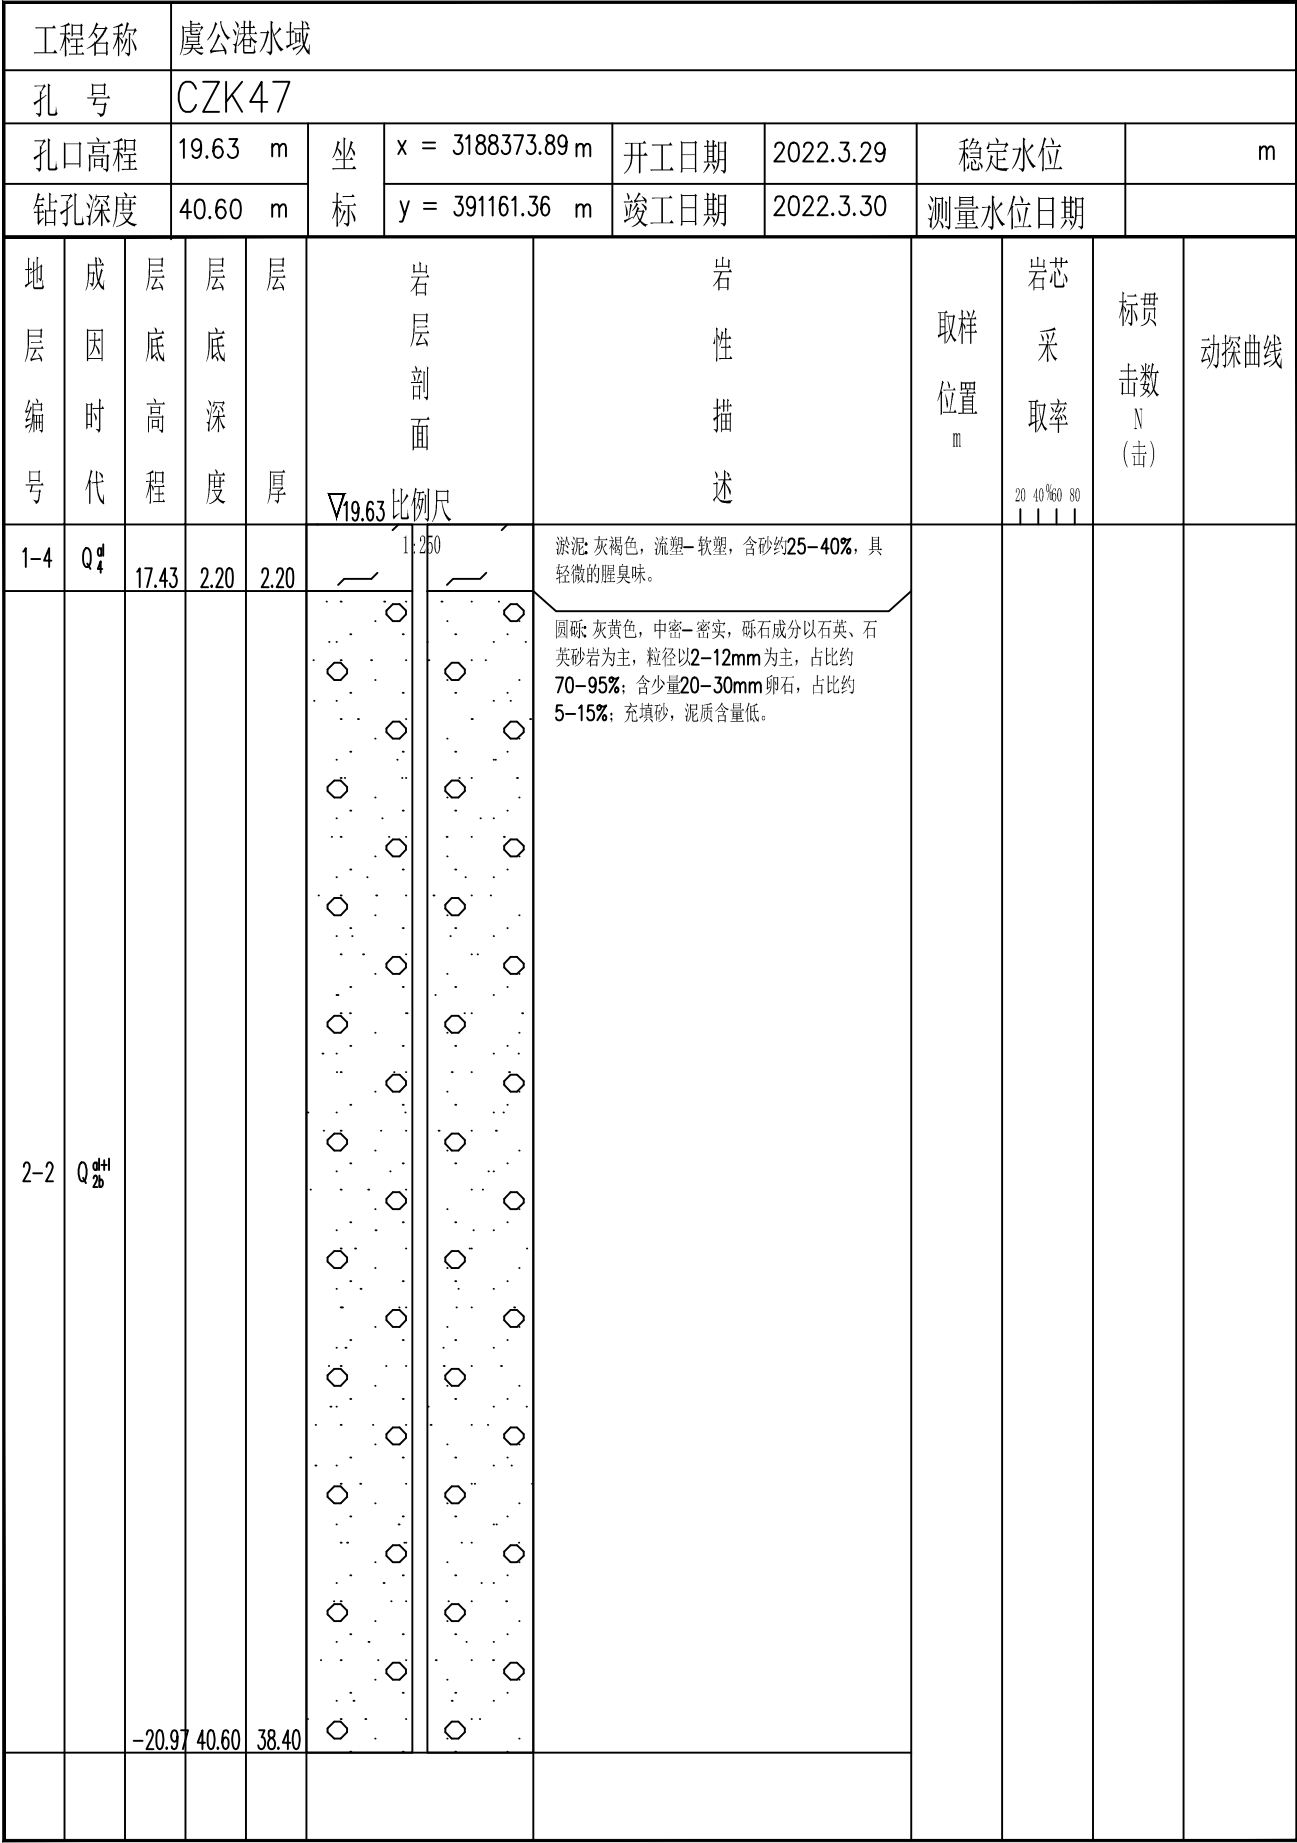 工程名称 虞公港水域
孔 号 CZK47
孔口高程 19.63 m 坐 x = 3188373.89 m 开工日期 2022.3.29 稳定水位 m
钻孔深度 40.60 m 标 y = 391161.36 m 竣工日期 2022.3.30 测量水位日期
地层编号 成因时代 层底高程 层底深度 层厚 岩层剖面 岩性描述 取样位置 m 岩芯采取率 标贯击数 N (击) 动探曲线
20 40 % 60 80
19.63 比例尺
1:250
1-4 Q al 4 17.43 2.20 2.20
淤泥: 灰褐色，流塑-软塑，含砂约25-40%，具
轻微的腥臭味。
圆砾: 灰黄色，中密-密实，砾石成分以石英、石
英砂岩为主，粒径以2-12mm为主，占比约
70-95%；含少量20-30mm卵石，占比约
5-15%；充填砂，泥质含量低。
2-2 Q al+l 2b
-20.97 40.60 38.40